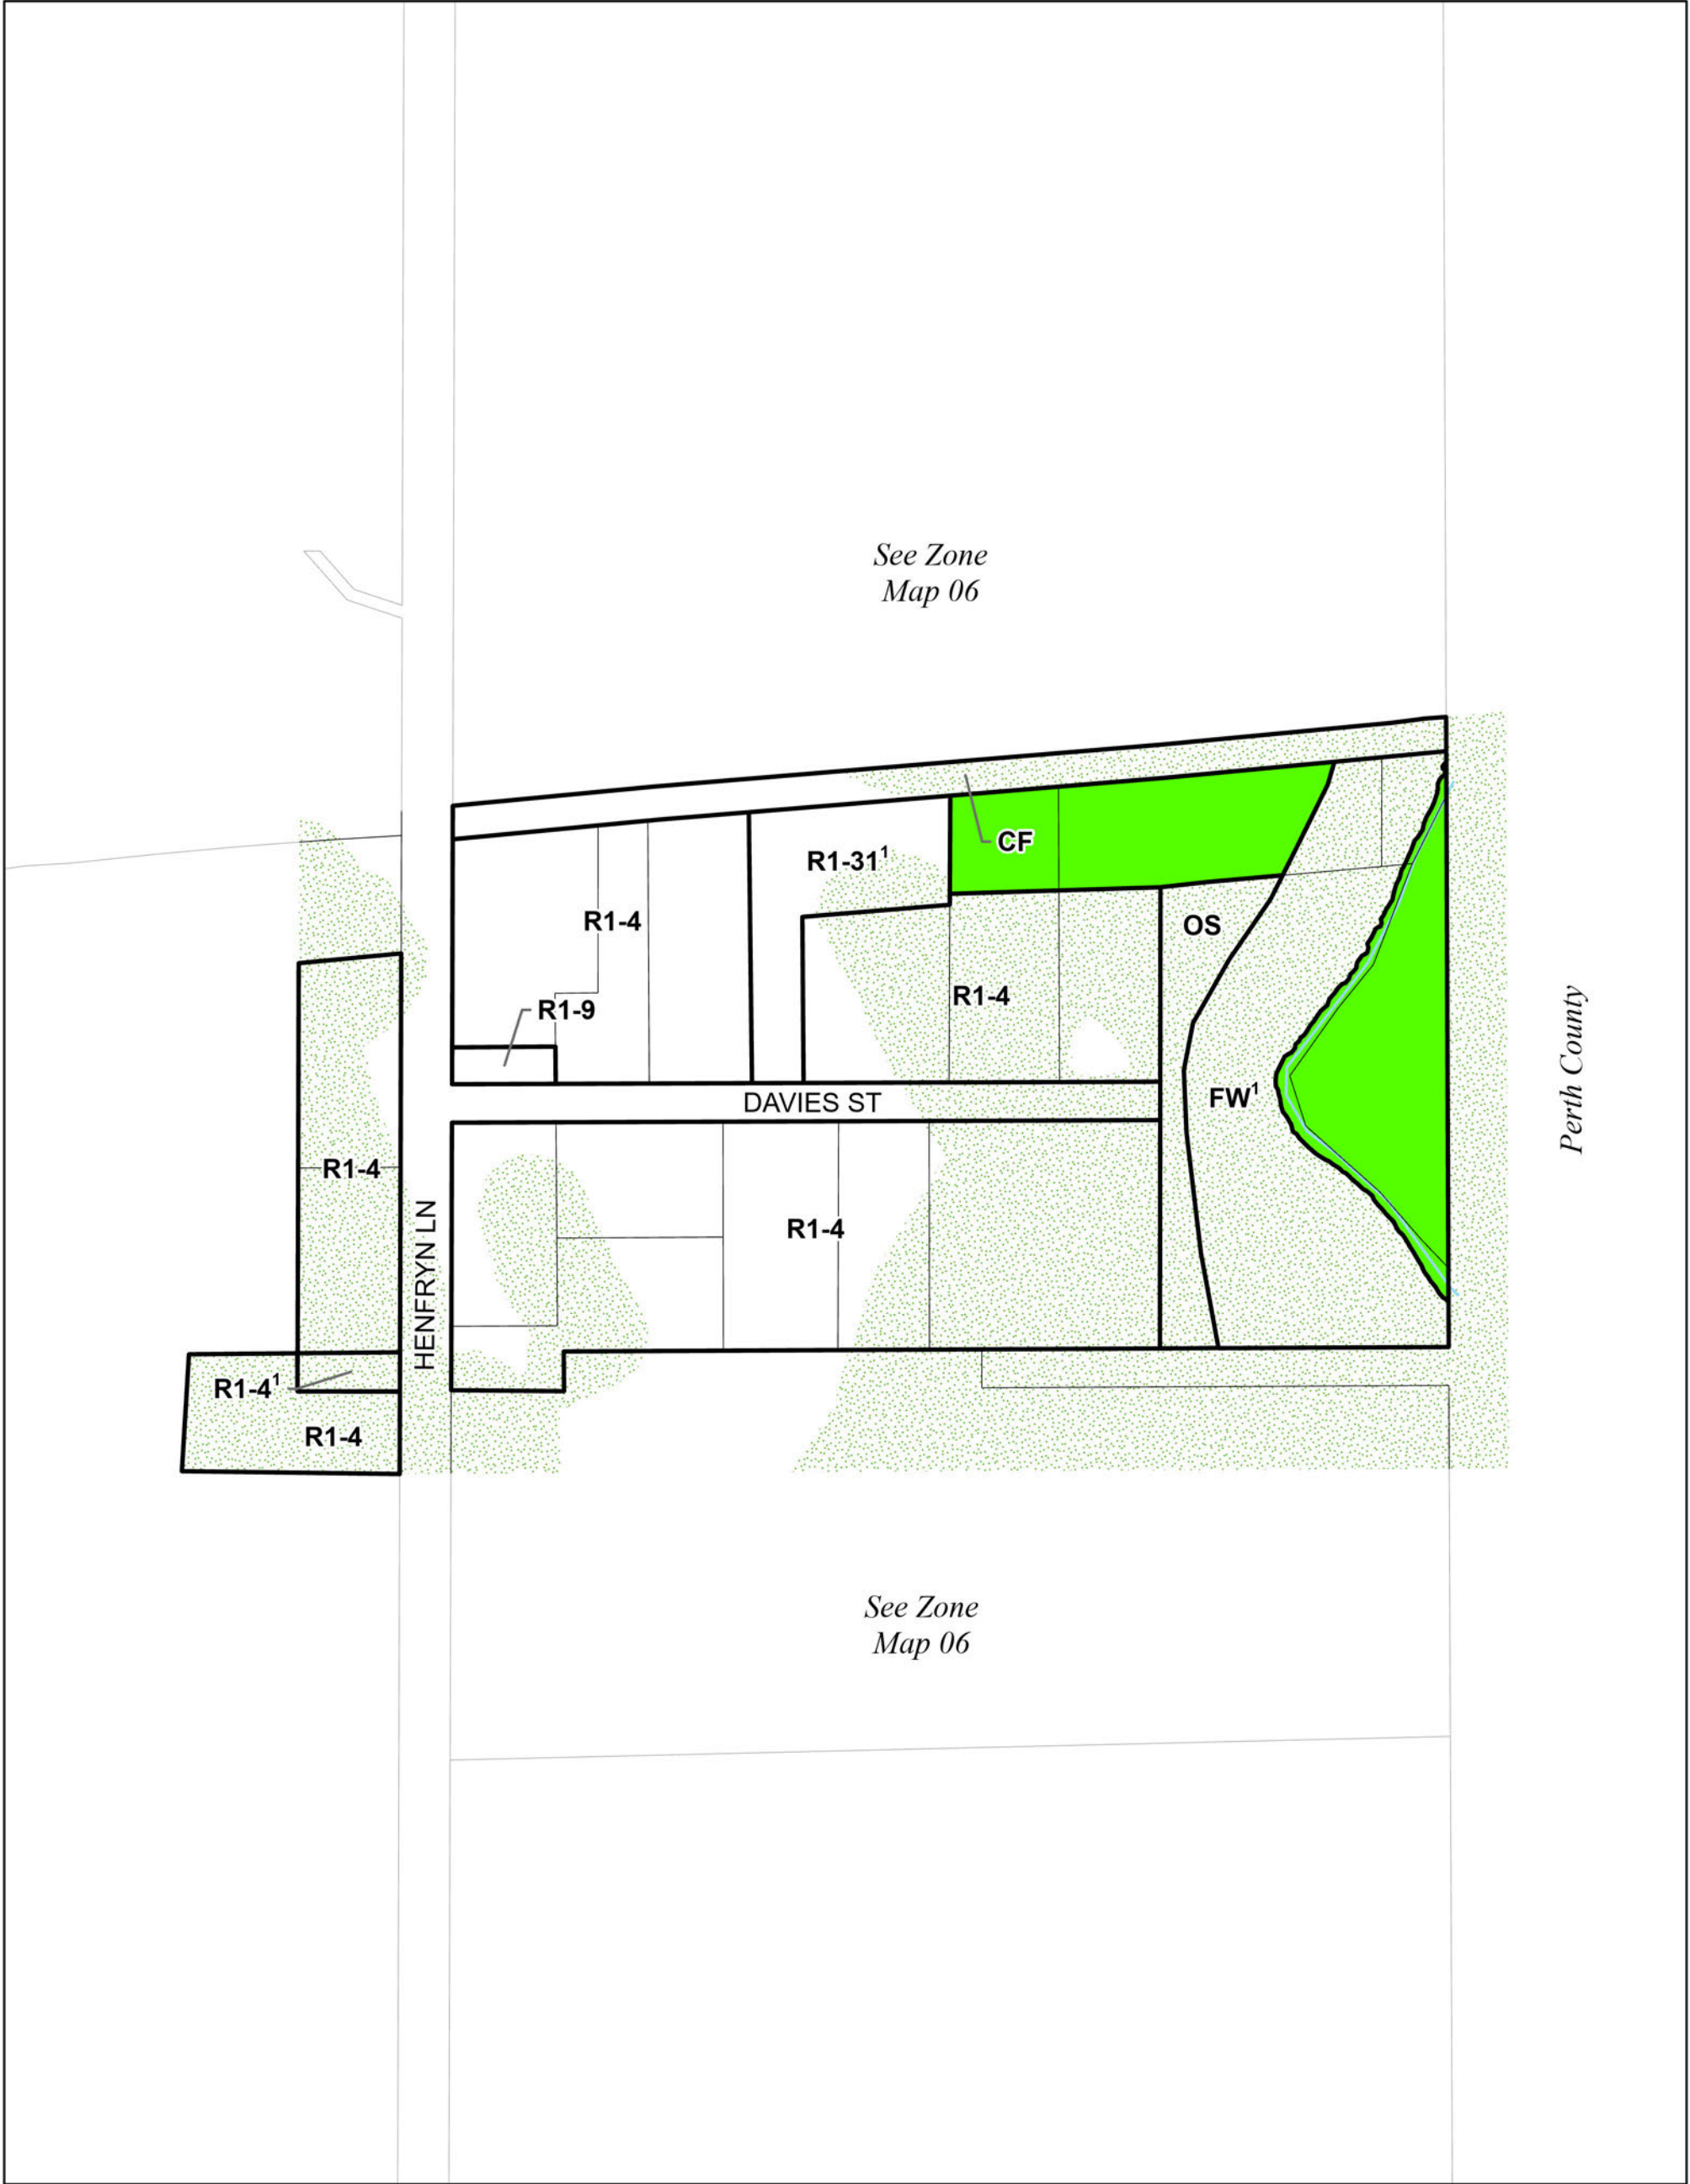 See Zone
Map 06
CF
R1-31¹
R1-4
OS
R1-4
R1-9
Perth County
FW¹
DAVIES ST
R1-4
R1-4
HENFRYN LN
R1-4¹
R1-4
See Zone
Map 06